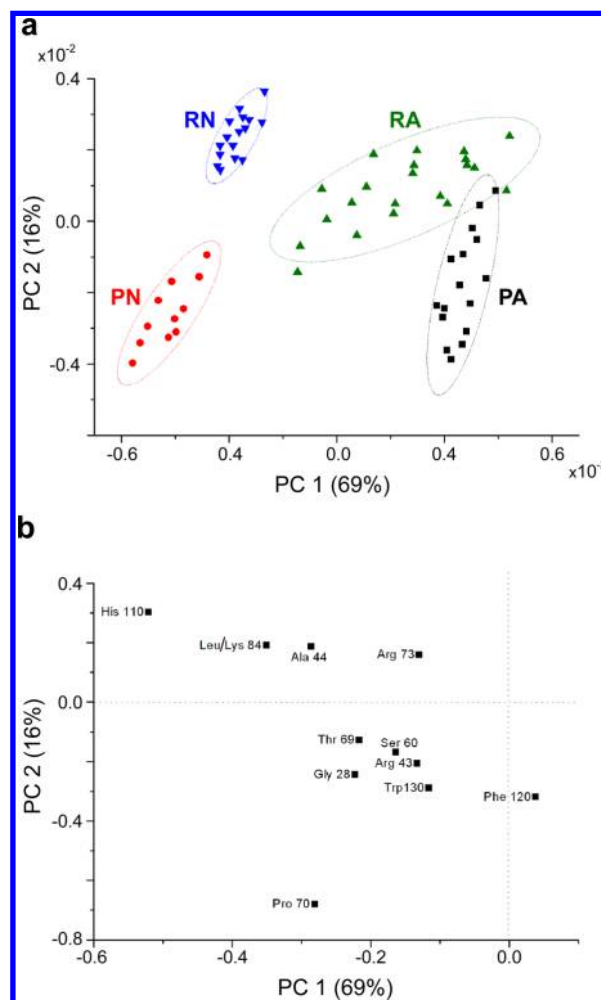 a
x10⁻²
0.4
RN
RA
PC 2 (16%)
0.0
PN
PA
-0.4
-0.6 0.4 0.0 0.4 0.6
PC 1 (69%)
b
0.4
His 110
Leu/Lys 84
Ala 44
Arg 73
PC 2 (16%)
0.0
Thr 69
Ser 60
Arg 43
Gly 28
Trp130
Phe 120
-0.4
Pro 70
-0.8
-0.6 -0.4 -0.2 0.0
PC 1 (69%)